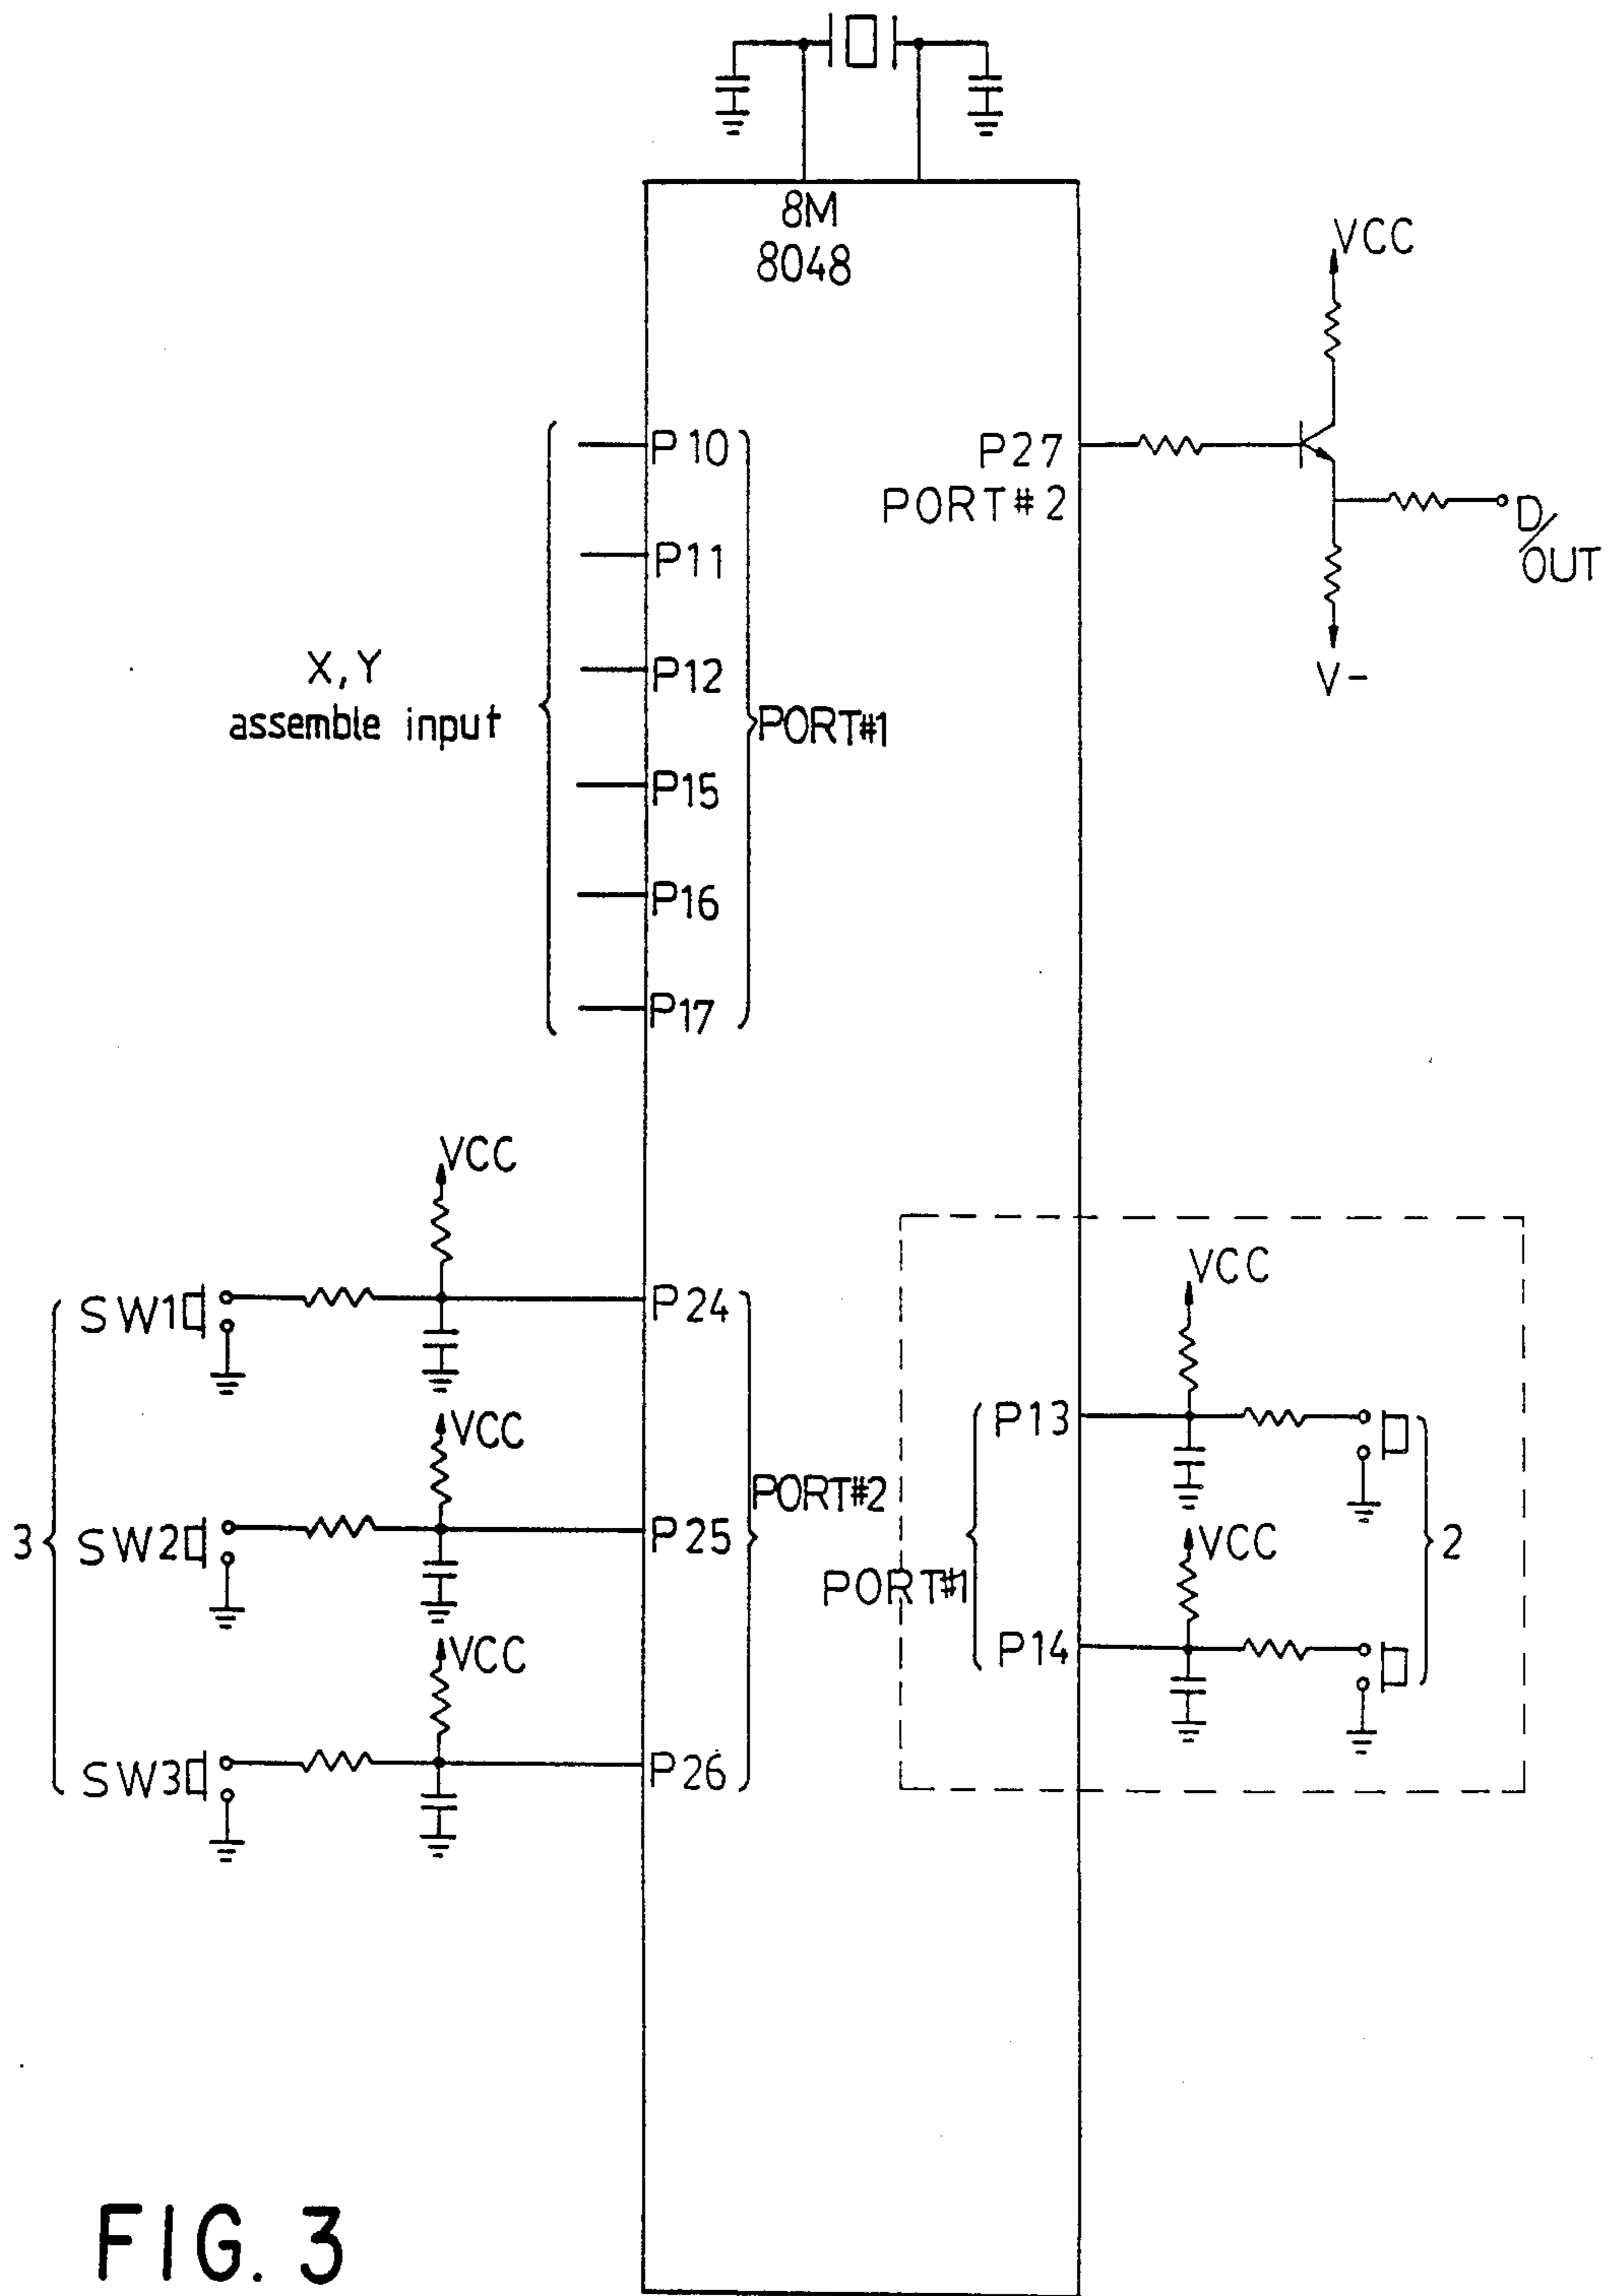 8M
8048
VCC
P10
P27
PORT#2
D/OUT
P11
X,Y
assemble input
P12
V-
PORT#1
P15
P16
P17
VCC
VCC
SW1
P24
P13
VCC
PORT#2
3
SW2
P25
VCC
2
PORT#1
P14
VCC
SW3
P26
FIG. 3